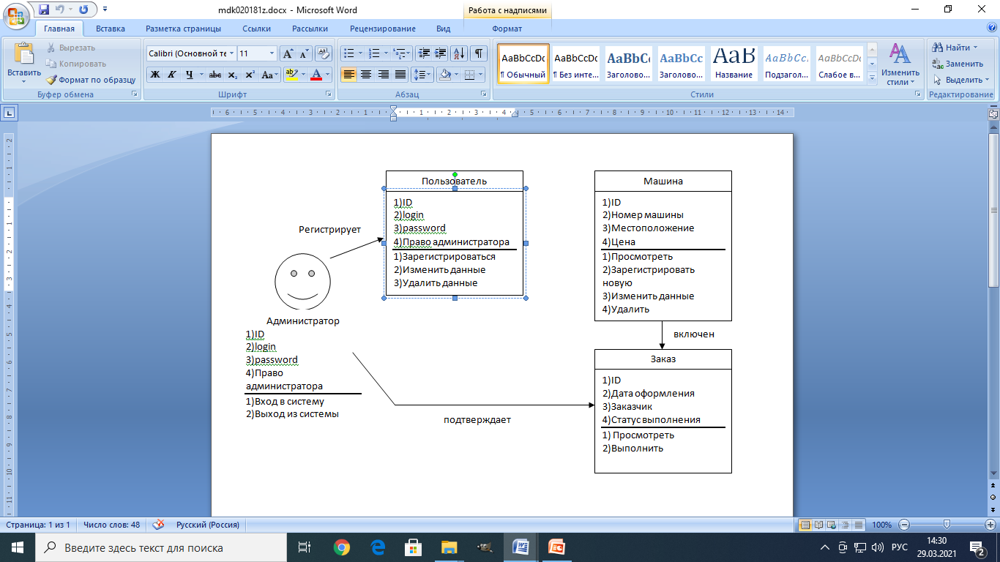 mdk020181z.docx - Microsoft Word
Работа с надписями
Главная
Вставка
Разметка страницы
Ссылки
Рассылки
Рецензирование
Вид
Формат
Вставить
Вырезать
Копировать
Формат по образцу
Буфер обмена
Calibri (Основной те
11
Ж К Ч abc x₂ x² Aa
Шрифт
Абзац
AaBbCcDc
¶ Обычный
AaBbCcDc
¶ Без инте...
AaBbCc
Заголово...
AaBbCc
Заголово...
AaB
Название
AaBbCc.
Подзагол...
AaBbCcDc
Слабое в...
Изменить
стили
Стили
Найти
Заменить
Выделить
Редактирование
Пользователь
1)ID
2)login
3)password
4)Право администратора
1)Зарегистрироваться
2)Изменить данные
3)Удалить данные
Машина
1)ID
2)Номер машины
3)Местоположение
4)Цена
1)Просмотреть
2)Зарегистрировать
новую
3)Изменить данные
4)Удалить
Регистрирует
Администратор
1)ID
2)login
3)password
4)Право
администратора
1)Вход в систему
2)Выход из системы
включен
Заказ
1)ID
2)Дата оформления
3)Заказчик
4)Статус выполнения
1) Просмотреть
2)Выполнить
подтверждает
Страница: 1 из 1
Число слов: 48
Русский (Россия)
100%
Введите здесь текст для поиска
РУС
14:30
29.03.2021
2